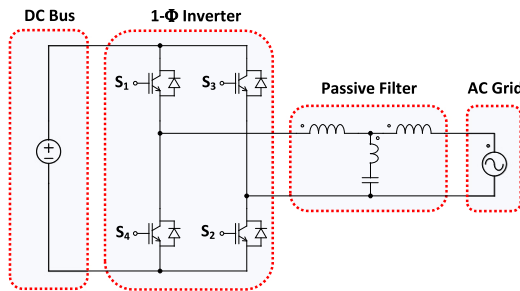 DC Bus
1-Φ Inverter
S1
S3
Passive Filter
AC Grid
S4
S2